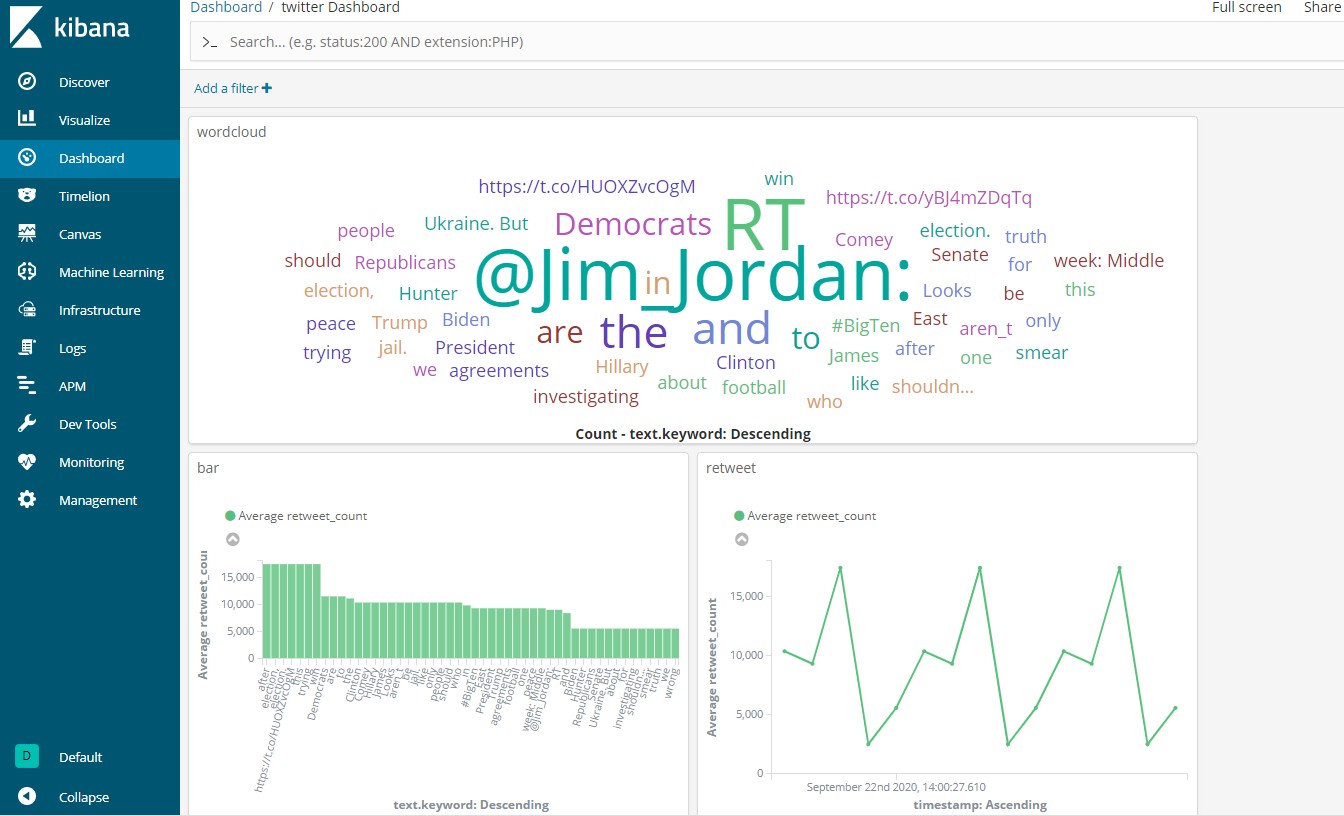 kibana
Discover
Visualize
Dashboard
Timelion
Canvas
Machine Learning
Infrastructure
Logs
APM
Dev Tools
Monitoring
Management
D Default
Collapse
Dashboard / twitter Dashboard
Full screen Share
>_ Search... (e.g. status:200 AND extension:PHP)
Add a filter +
wordcloud
win
https://t.co/HUOXZvcOgM
https://t.co/yBJ4mZDqTq
people Ukraine. But Democrats RT Comey election. truth
should Republicans @Jim_Jordan: in Senate for week: Middle
election, Hunter Looks be this
peace Trump Biden are the and to #BigTen East aren_t only
trying jail. President Clinton James after one smear
we agreements Hillary about football like shouldn...
investigating who
Count - text.keyword: Descending
bar
Average retweet_count
Average retweet_cour
15,000
10,000
5,000
0
after
election,
election.
https://t.co/HUOXZvcOgM
this
trying
win
Democrats
are
to
the
Clinton
Comey
Hillary
James
Looks
aren_t
be
jail.
like
only
people
should
who
in
#BigTen
East
President
Trump
agreements
football
one
peace
week: Middle
@Jim_Jordan:
RT
and
Biden
Hunter
Republicans
Senate
Ukraine. But
about
for
investigating
shouldn...
smear
truth
we
wrong
text.keyword: Descending
retweet
Average retweet_count
Average retweet_count
15,000
10,000
5,000
0
September 22nd 2020, 14:00:27.610
timestamp: Ascending